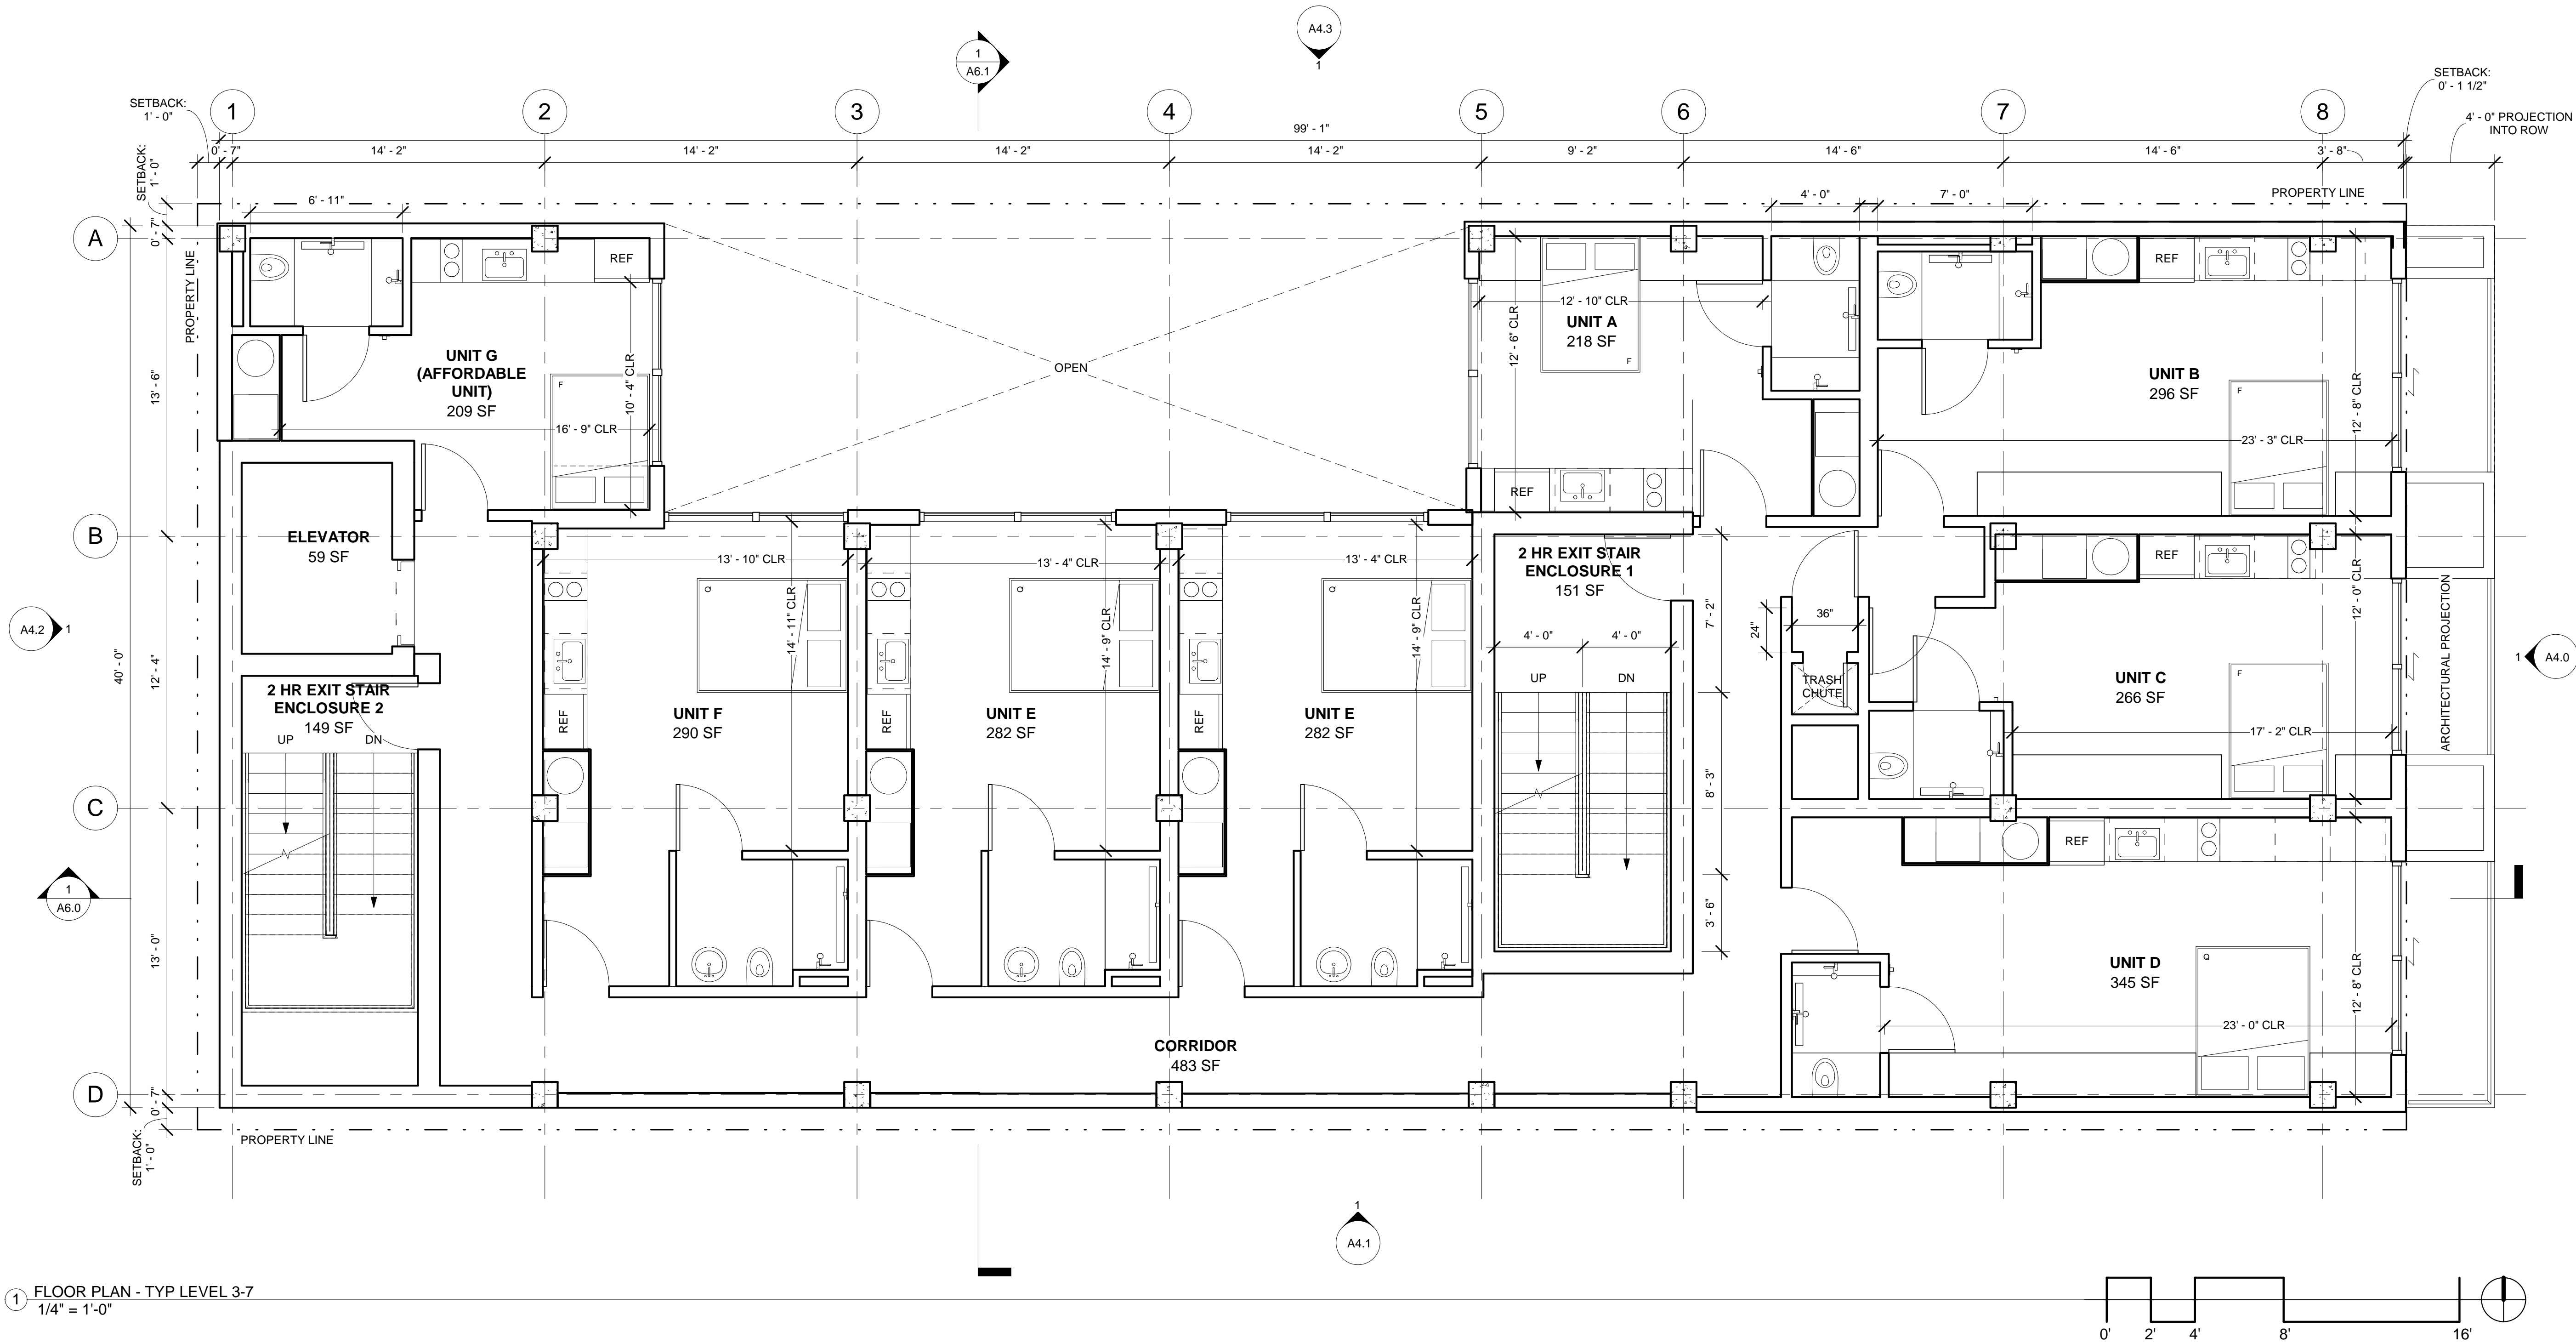 A4.3
1
1
A6.1
SETBACK:
1' - 0"
SETBACK:
0' - 1 1/2"
4' - 0" PROJECTION
INTO ROW
1
2
3
4
5
6
7
8
99' - 1"
0' - 7"
14' - 2"
14' - 2"
14' - 2"
14' - 2"
9' - 2"
14' - 6"
14' - 6"
3' - 8"
SETBACK:
1' - 0"
6' - 11"
4' - 0"
7' - 0"
PROPERTY LINE
A
0' - 7"
PROPERTY LINE
REF
REF
OPEN
12' - 10" CLR
UNIT A
218 SF
F
12' - 6" CLR
UNIT G
(AFFORDABLE
UNIT)
209 SF
F
10' - 4" CLR
16' - 9" CLR
13' - 6"
UNIT B
296 SF
F
12' - 8" CLR
23' - 3" CLR
REF
B
ELEVATOR
59 SF
13' - 10" CLR
13' - 4" CLR
13' - 4" CLR
2 HR EXIT STAIR
ENCLOSURE 1
151 SF
REF
12' - 0" CLR
ARCHITECTURAL PROJECTION
Q
Q
Q
14' - 11" CLR
14' - 9" CLR
14' - 9" CLR
7' - 2"
24"
36"
4' - 0"
4' - 0"
UP
DN
A4.2
1
40' - 0"
12' - 4"
1
A4.0
2 HR EXIT STAIR
ENCLOSURE 2
149 SF
UP
DN
REF
UNIT F
290 SF
REF
UNIT E
282 SF
REF
UNIT E
282 SF
TRASH
CHUTE
UNIT C
266 SF
F
17' - 2" CLR
C
8' - 3"
REF
1
A6.0
3' - 6"
13' - 0"
UNIT D
345 SF
Q
12' - 8" CLR
23' - 0" CLR
CORRIDOR
483 SF
D
0' - 7"
SETBACK:
1' - 0"
PROPERTY LINE
1
A4.1
1
FLOOR PLAN - TYP LEVEL 3-7
1/4" = 1'-0"
0'
2'
4'
8'
16'